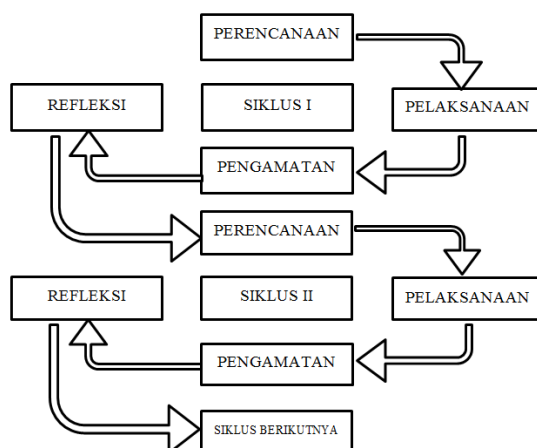 PERENCANAAN
REFLEKSI
SIKLUS I
PELAKSANAAN
PENGAMATAN
PERENCANAAN
REFLEKSI
SIKLUS II
PELAKSANAAN
PENGAMATAN
SIKLUS BERIKUTNYA